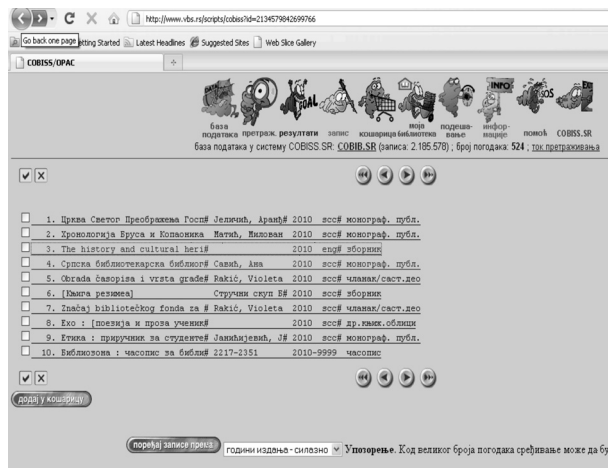 http://www.vbs.rs/scripts/cobiss?id=2134579842699766
Go back one page
etting Started Latest Headlines Suggested Sites Web Slice Gallery
COBISS/OPAC
INFO SOS
GOAL
база података претраж. резултати запис кошарица моја библиотека подеша-вање инфор-мације помоћ COBISS.SR
база података у систему COBISS.SR: COBIB.SR (записа: 2.185.578) ; број погодака: 524 ; ток претраживања
1. Црква Светог Преображења Госп# Јеличић, Аранђ# 2010 scc# монограф. публ.
2. Хронологија Бруса и Копаоника Матић, Милован 2010 scc# монограф. публ.
3. The history and cultural heri# 2010 eng# зборник
4. Српска библиотекарска библиог# Савић, Ана 2010 scc# монограф. публ.
5. Obrada časopisa i vrsta građe# Rakić, Violeta 2010 scc# чланак/саст.део
6. [Књига резимеа] Стручни скуп Б# 2010 scc# зборник
7. Značaj bibliotečkog fonda za # Rakić, Violeta 2010 scc# чланак/саст.део
8. Ехо : [поезија и проза ученик# 2010 scc# др.књиж.облици
9. Етика : приручник за студенте# Јанићијевић, Ј# 2010 scc# монограф. публ.
10. Библиозона : часопис за библи# 2217-2351 2010-9999 часопис
додај у кошарицу
поређај записе према години издања - силазно Упозорење. Код великог броја погодака сређивање може да бу